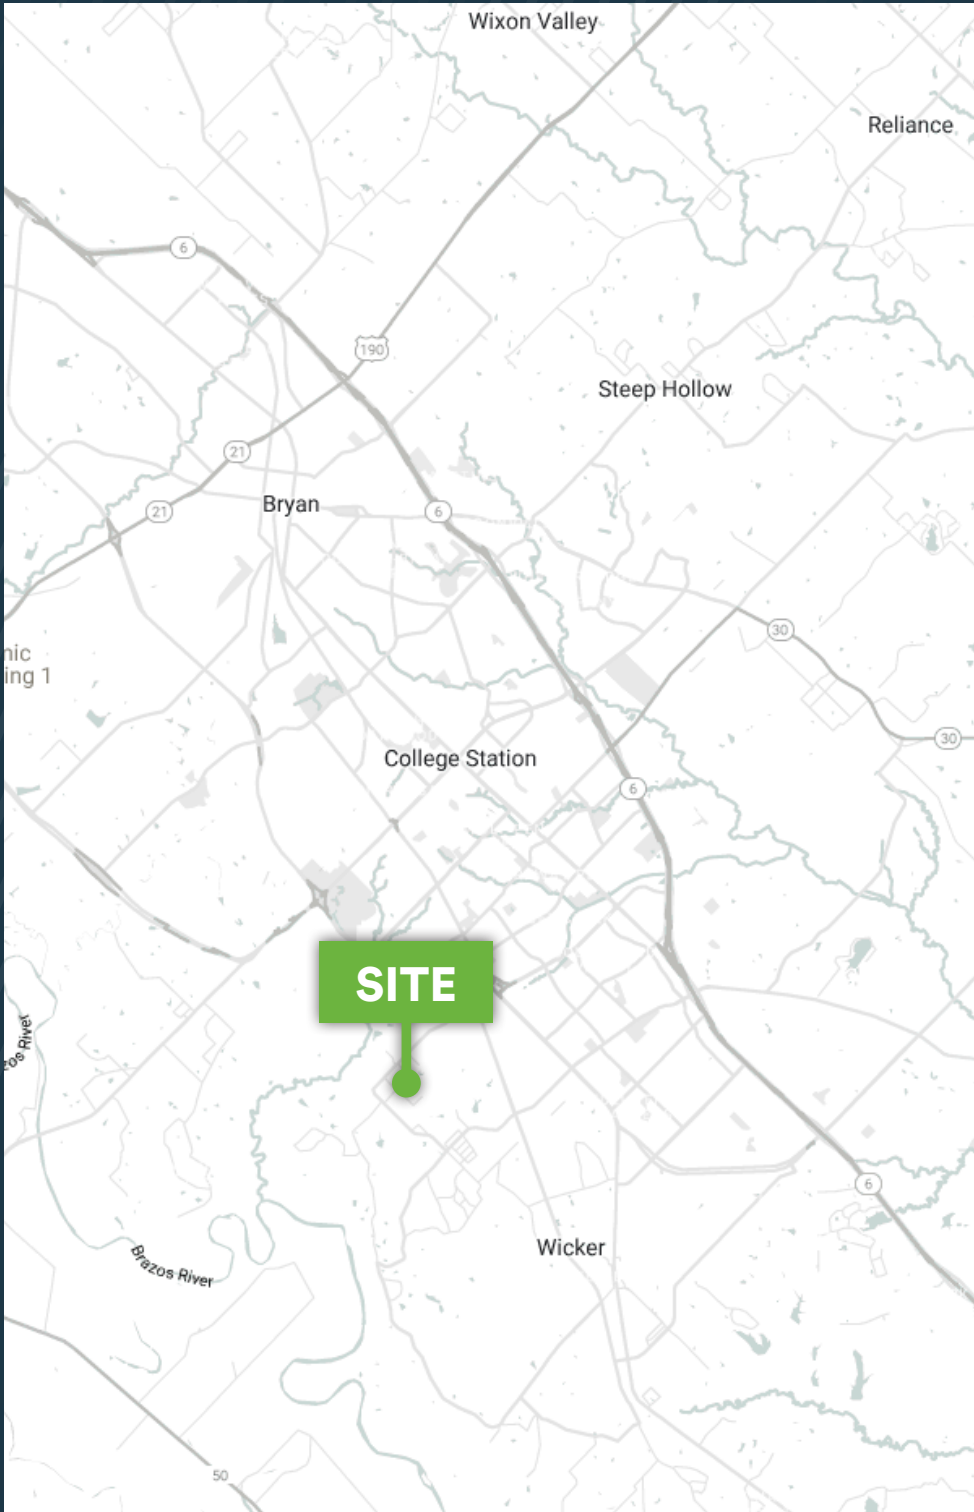 Wixon Valley
Reliance
6
190
Steep Hollow
21
Bryan
21
6
30
nic
ing 1
30
College Station
6
SITE
zos River
6
Wicker
Brazos River
50